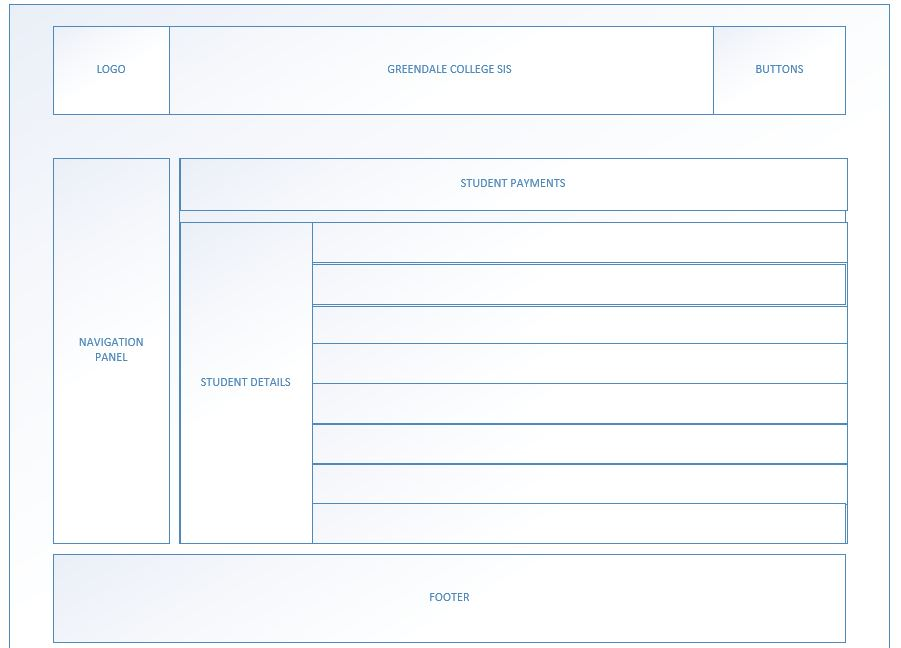 LOGO
GREENDALE COLLEGE SIS
BUTTONS
STUDENT PAYMENTS
NAVIGATION
PANEL
STUDENT DETAILS
FOOTER